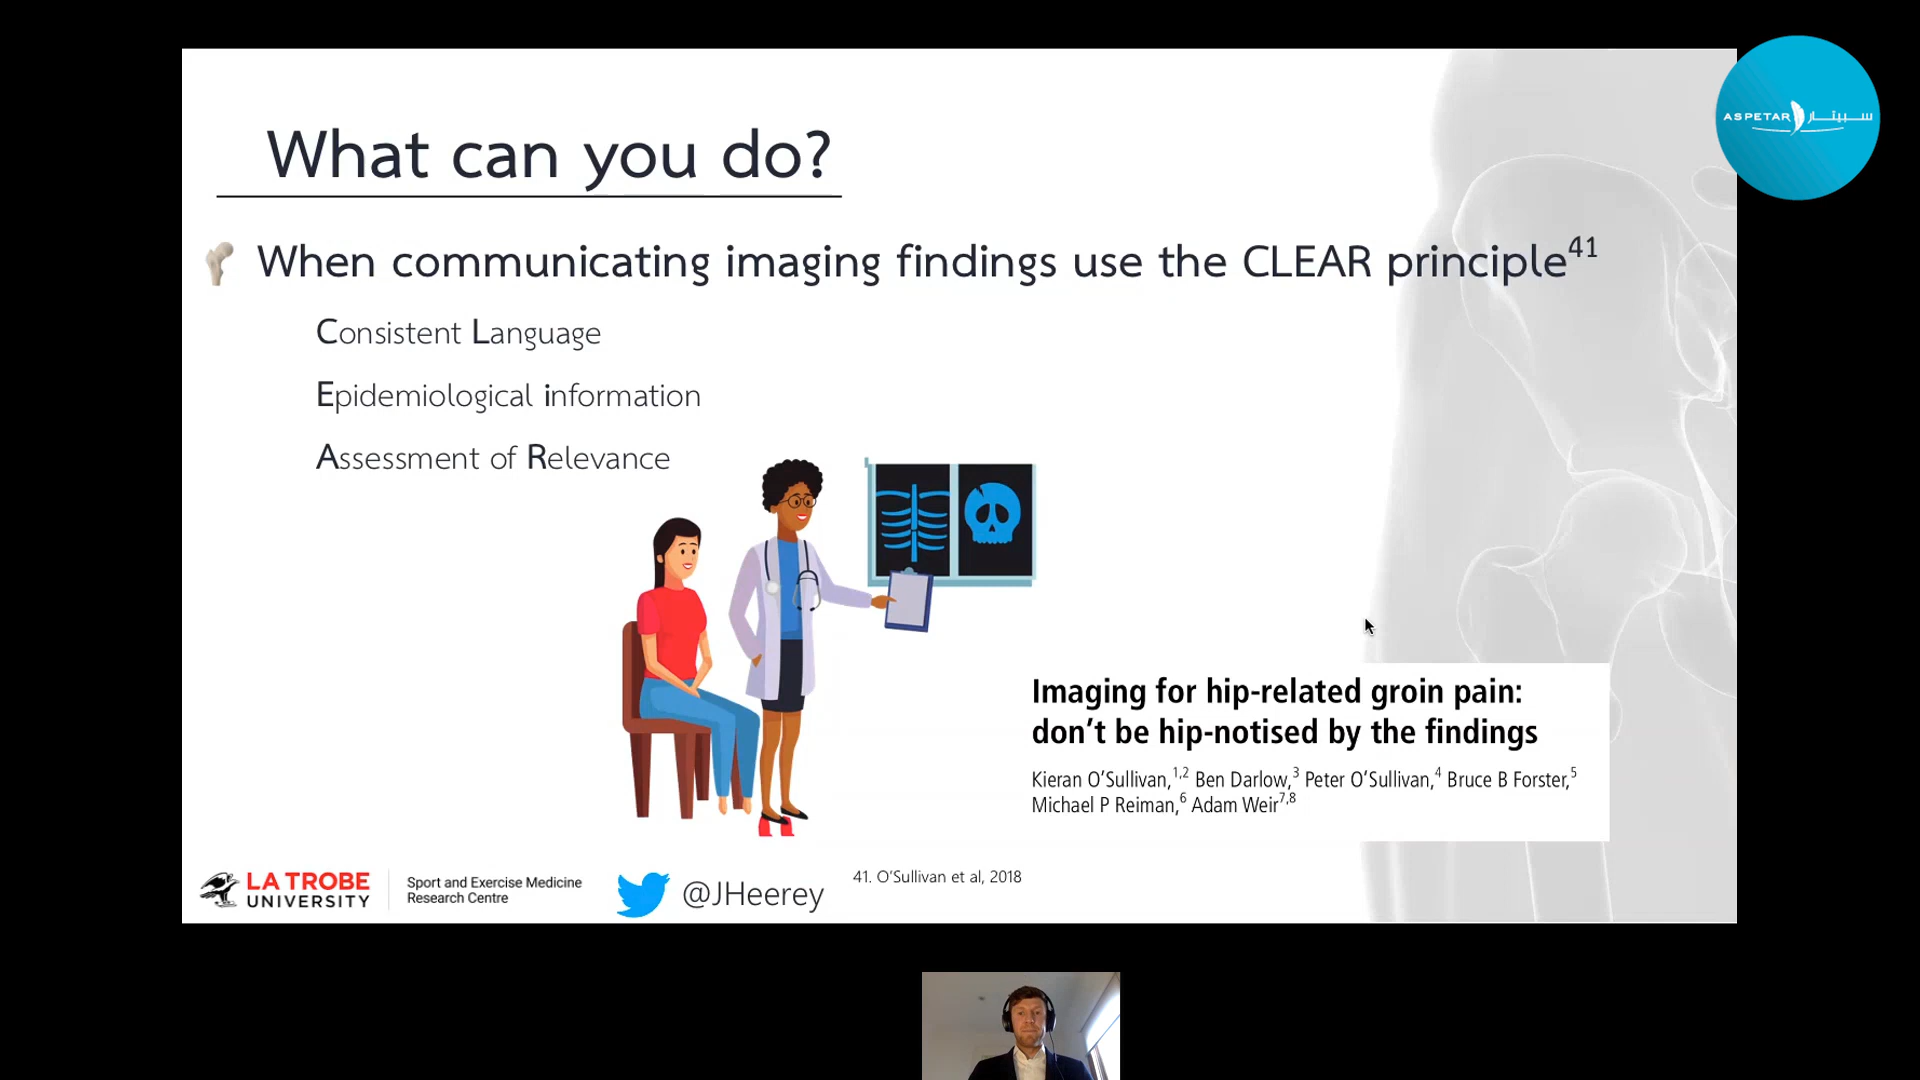 What can you do?
When communicating imaging findings use the CLEAR principle41
Consistent Language
Epidemiological information
Assessment of Relevance
Imaging for hip-related groin pain:
don't be hip-notised by the findings
Kieran O'Sullivan,1,2 Ben Darlow,3 Peter O'Sullivan,4 Bruce B Forster,5
Michael P Reiman,6 Adam Weir7,8
LA TROBE
UNIVERSITY
Sport and Exercise Medicine
Research Centre
@JHeerey
41. O'Sullivan et al, 2018
ASPETAR سبيتار